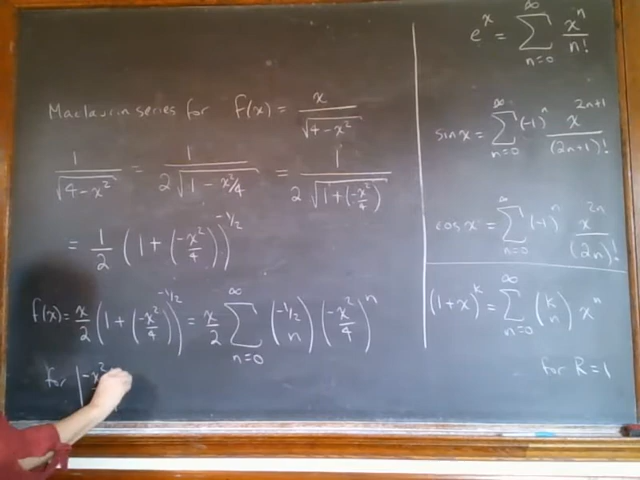 Maclaurin series for f(x) = x/√(4-x²)
1/√(4-x²) = 1/(2√(1-x²/4)) = 1/(2√(1+(-x²/4)))
= 1/2 (1+(-x²/4))^(-1/2)
f(x) = x/2 (1+(-x²/4))^(-1/2) = x/2 ∑_{n=0}^{∞} (-1/2 n) (-x²/4)^n
for |-x²
e^x = ∑_{n=0}^{∞} x^n/n!
sin x = ∑_{n=0}^{∞} (-1)^n x^(2n+1)/(2n+1)!
cos x = ∑_{n=0}^{∞} (-1)^n x^(2n)/(2n)!
(1+x)^k = ∑_{n=0}^{∞} (k n) x^n
for R=1